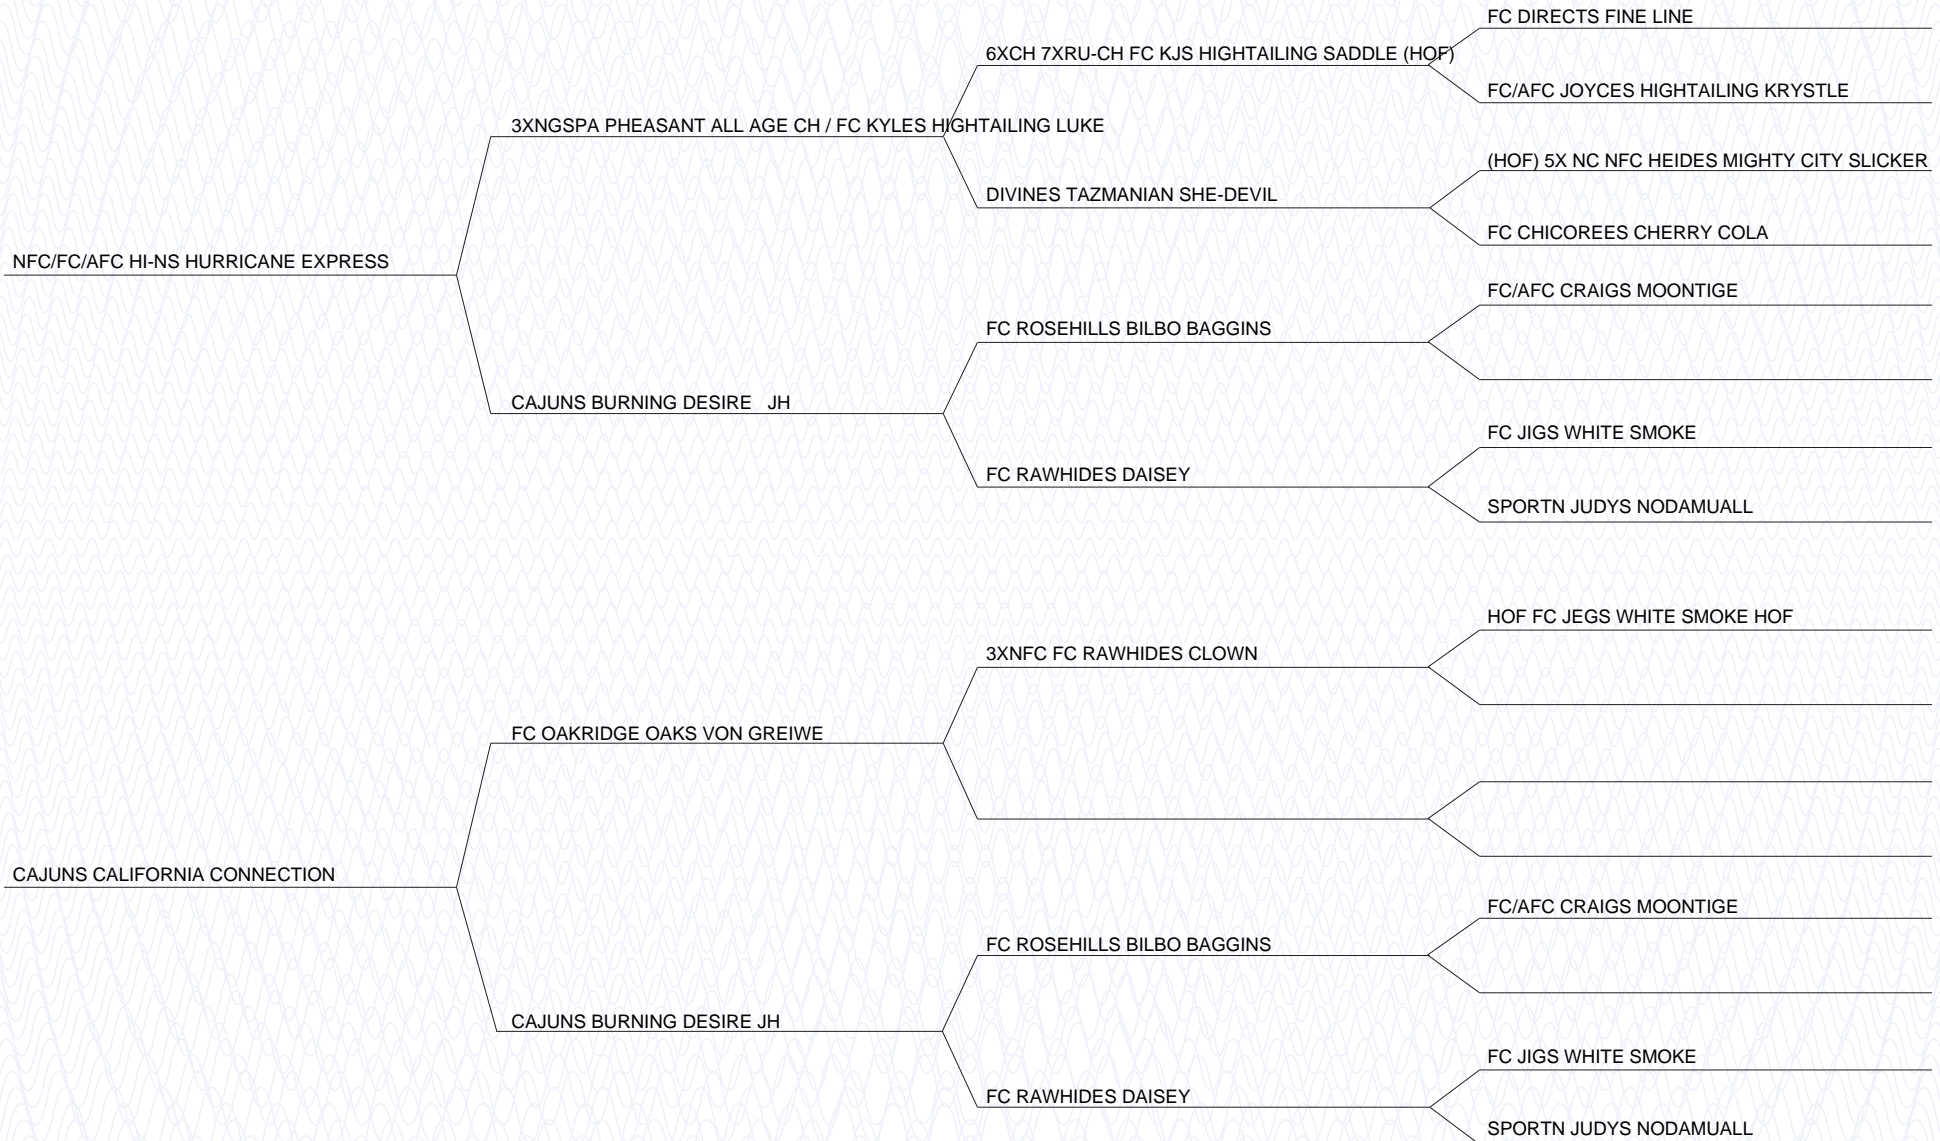 FC DIRECTS FINE LINE
6XCH 7XRU-CH FC KJS HIGHTAILING SADDLE (HOF)
FC/AFC JOYCES HIGHTAILING KRYSTLE
3XNGSPA PHEASANT ALL AGE CH / FC KYLES HIGHTAILING LUKE
(HOF) 5X NC NFC HEIDES MIGHTY CITY SLICKER
DIVINES TAZMANIAN SHE-DEVIL
FC CHICOREES CHERRY COLA
NFC/FC/AFC HI-NS HURRICANE EXPRESS
FC/AFC CRAIGS MOONTIGE
FC ROSEHILLS BILBO BAGGINS
CAJUNS BURNING DESIRE   JH
FC JIGS WHITE SMOKE
FC RAWHIDES DAISEY
SPORTN JUDYS NODAMUALL
HOF FC JEGS WHITE SMOKE HOF
3XNFC FC RAWHIDES CLOWN
FC OAKRIDGE OAKS VON GREIWE
CAJUNS CALIFORNIA CONNECTION
FC/AFC CRAIGS MOONTIGE
FC ROSEHILLS BILBO BAGGINS
CAJUNS BURNING DESIRE JH
FC JIGS WHITE SMOKE
FC RAWHIDES DAISEY
SPORTN JUDYS NODAMUALL